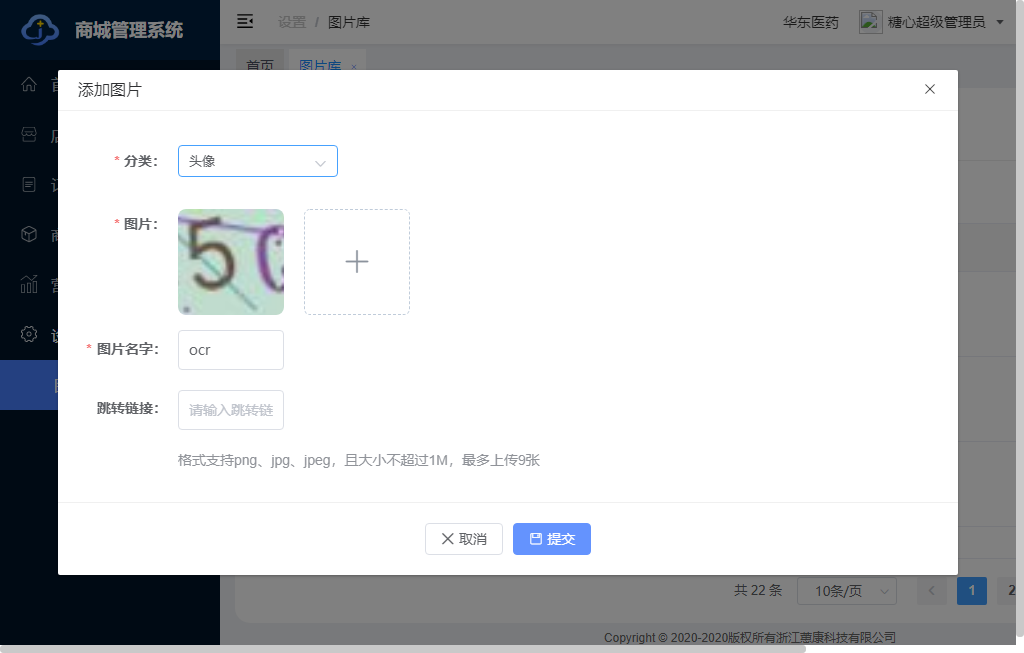 商城管理系统
设置 / 图片库
华东医药
糖心超级管理员
首页
图片库 ×
添加图片
* 分类:
头像
* 图片:
5
* 图片名字:
ocr
跳转链接:
请输入跳转链
格式支持png、jpg、jpeg，且大小不超过1M，最多上传9张
取消
提交
共 22 条
10条/页
1
2
Copyright © 2020-2020版权所有浙江蕙康科技有限公司